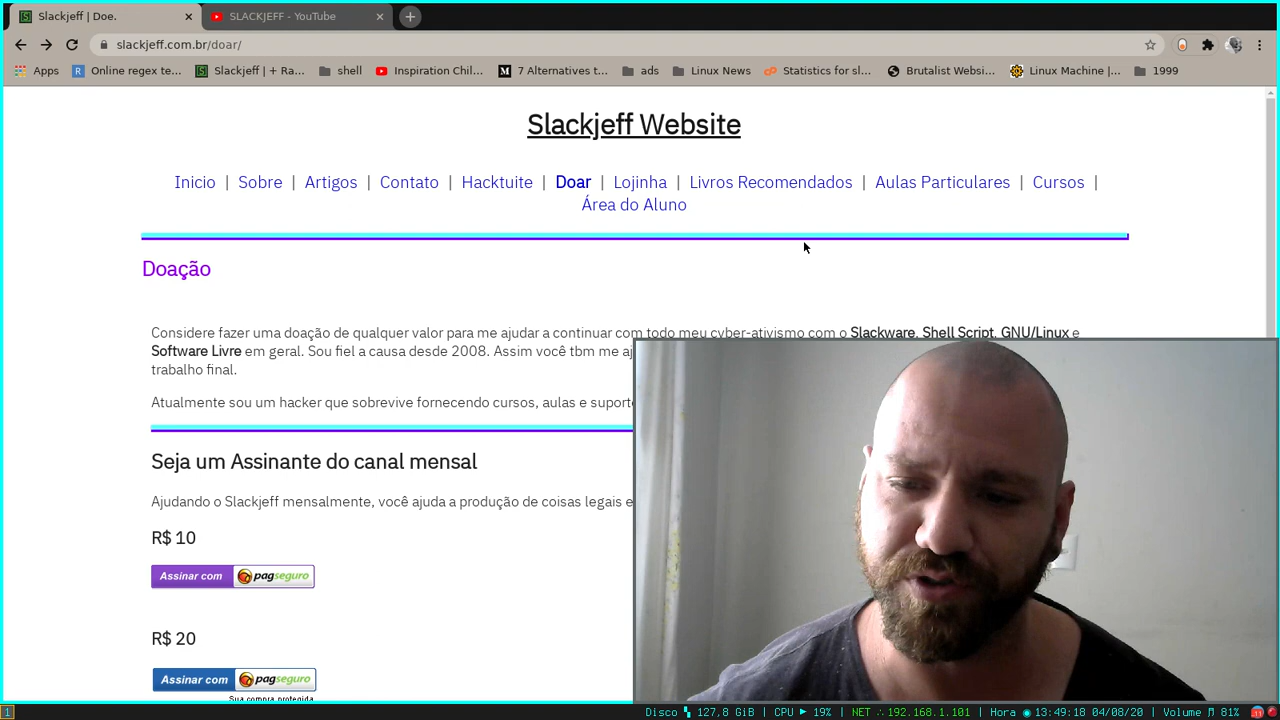 Slackjeff | Doe.
SLACKJEFF - YouTube
slackjeff.com.br/doar/
Apps
Online regex te...
Slackjeff | + Ra...
shell
Inspiration Chil...
7 Alternatives t...
ads
Linux News
Statistics for sl...
Brutalist Websi...
Linux Machine |...
1999
Slackjeff Website
Inicio | Sobre | Artigos | Contato | Hacktuite | Doar | Lojinha | Livros Recomendados | Aulas Particulares | Cursos |
Área do Aluno
Doação
Considere fazer uma doação de qualquer valor para me ajudar a continuar com todo meu cyber-ativismo com o Slackware, Shell Script, GNU/Linux e
Software Livre em geral. Sou fiel a causa desde 2008. Assim você tbm me aj
trabalho final.
Atualmente sou um hacker que sobrevive fornecendo cursos, aulas e suport
Seja um Assinante do canal mensal
Ajudando o Slackjeff mensalmente, você ajuda a produção de coisas legais e
R$ 10
Assinar com pagseguro
R$ 20
Assinar com pagseguro
Sua compra protegida
1
Disco 127,8 GiB | CPU ► 19% | NET 192.168.1.101 | Hora 13:49:18 04/08/20 | Volume 81%